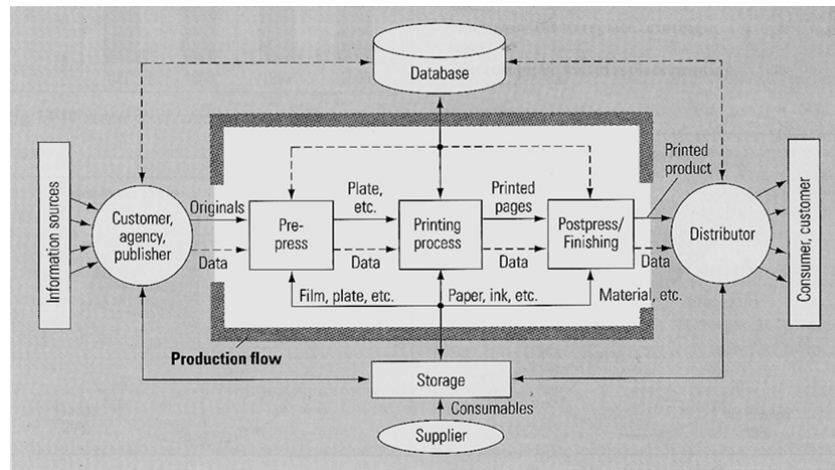 Database
Printed
product
Information sources
Customer,
agency,
publisher
Originals
Data
Pre-
press
Plate,
etc.
Data
Printing
process
Printed
pages
Data
Postpress/
Finishing
Data
Distributor
Consumer, customer
Film, plate, etc.
Paper, ink, etc.
Material, etc.
Production flow
Storage
Consumables
Supplier